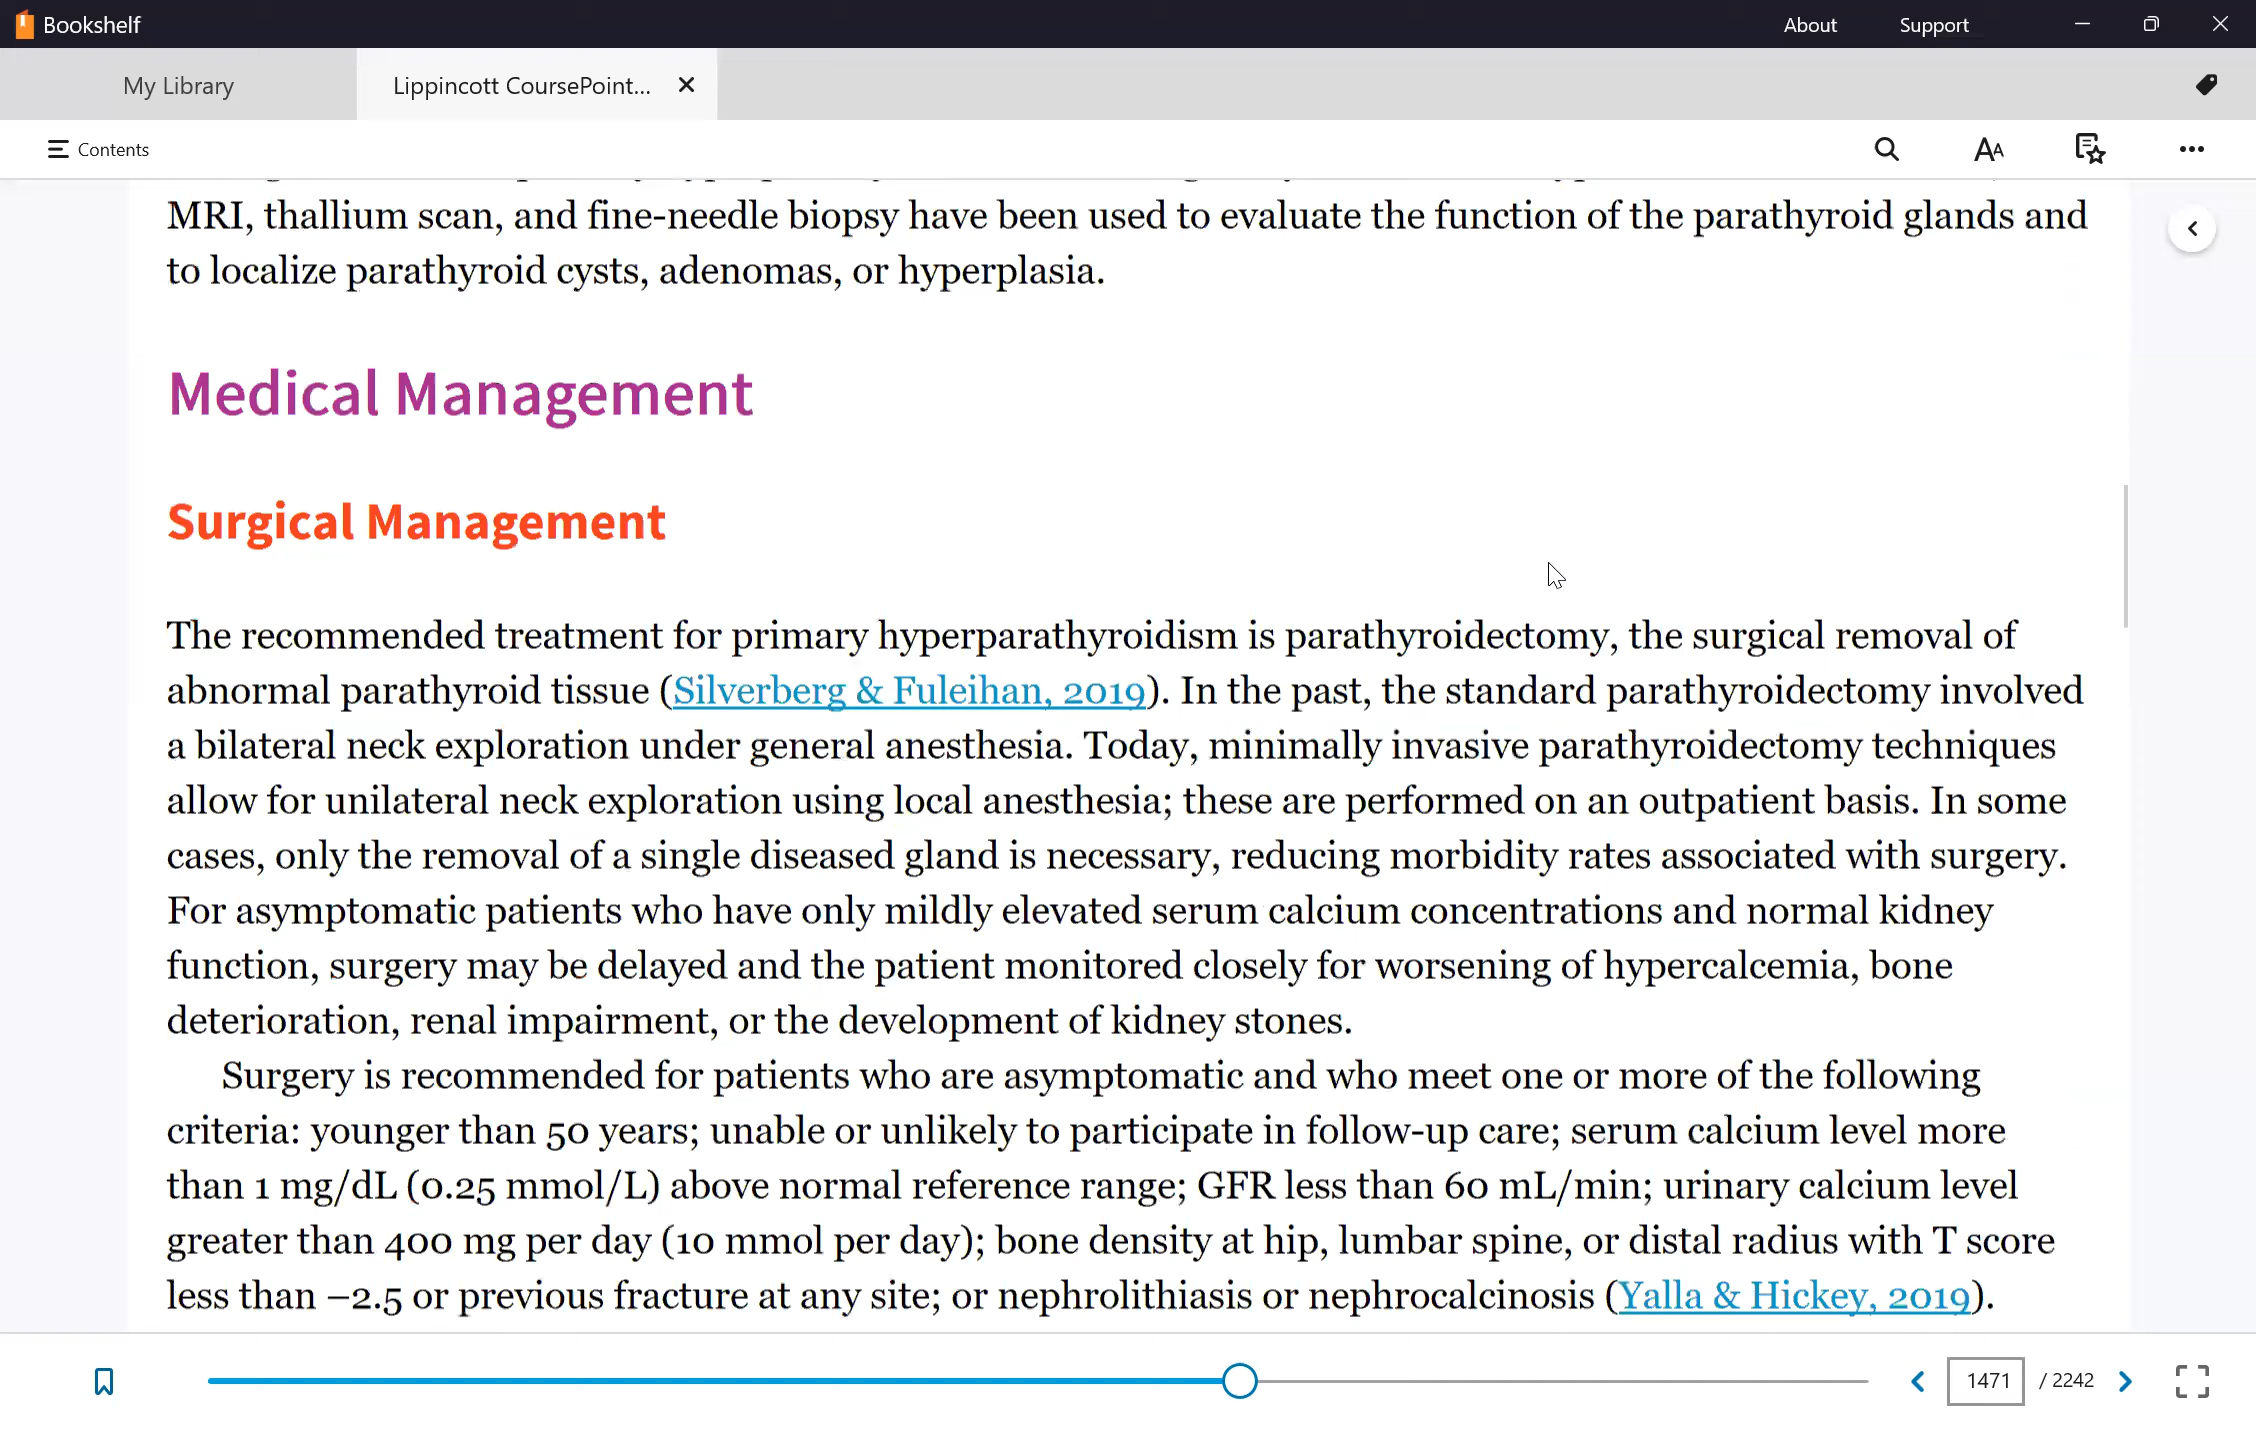 Bookshelf
About
Support
My Library
Lippincott CoursePoint...
Contents
MRI, thallium scan, and fine-needle biopsy have been used to evaluate the function of the parathyroid glands and
to localize parathyroid cysts, adenomas, or hyperplasia.
Medical Management
Surgical Management
The recommended treatment for primary hyperparathyroidism is parathyroidectomy, the surgical removal of
abnormal parathyroid tissue (Silverberg & Fuleihan, 2019). In the past, the standard parathyroidectomy involved
a bilateral neck exploration under general anesthesia. Today, minimally invasive parathyroidectomy techniques
allow for unilateral neck exploration using local anesthesia; these are performed on an outpatient basis. In some
cases, only the removal of a single diseased gland is necessary, reducing morbidity rates associated with surgery.
For asymptomatic patients who have only mildly elevated serum calcium concentrations and normal kidney
function, surgery may be delayed and the patient monitored closely for worsening of hypercalcemia, bone
deterioration, renal impairment, or the development of kidney stones.
Surgery is recommended for patients who are asymptomatic and who meet one or more of the following
criteria: younger than 50 years; unable or unlikely to participate in follow-up care; serum calcium level more
than 1 mg/dL (0.25 mmol/L) above normal reference range; GFR less than 60 mL/min; urinary calcium level
greater than 400 mg per day (10 mmol per day); bone density at hip, lumbar spine, or distal radius with T score
less than −2.5 or previous fracture at any site; or nephrolithiasis or nephrocalcinosis (Yalla & Hickey, 2019).
1471 / 2242